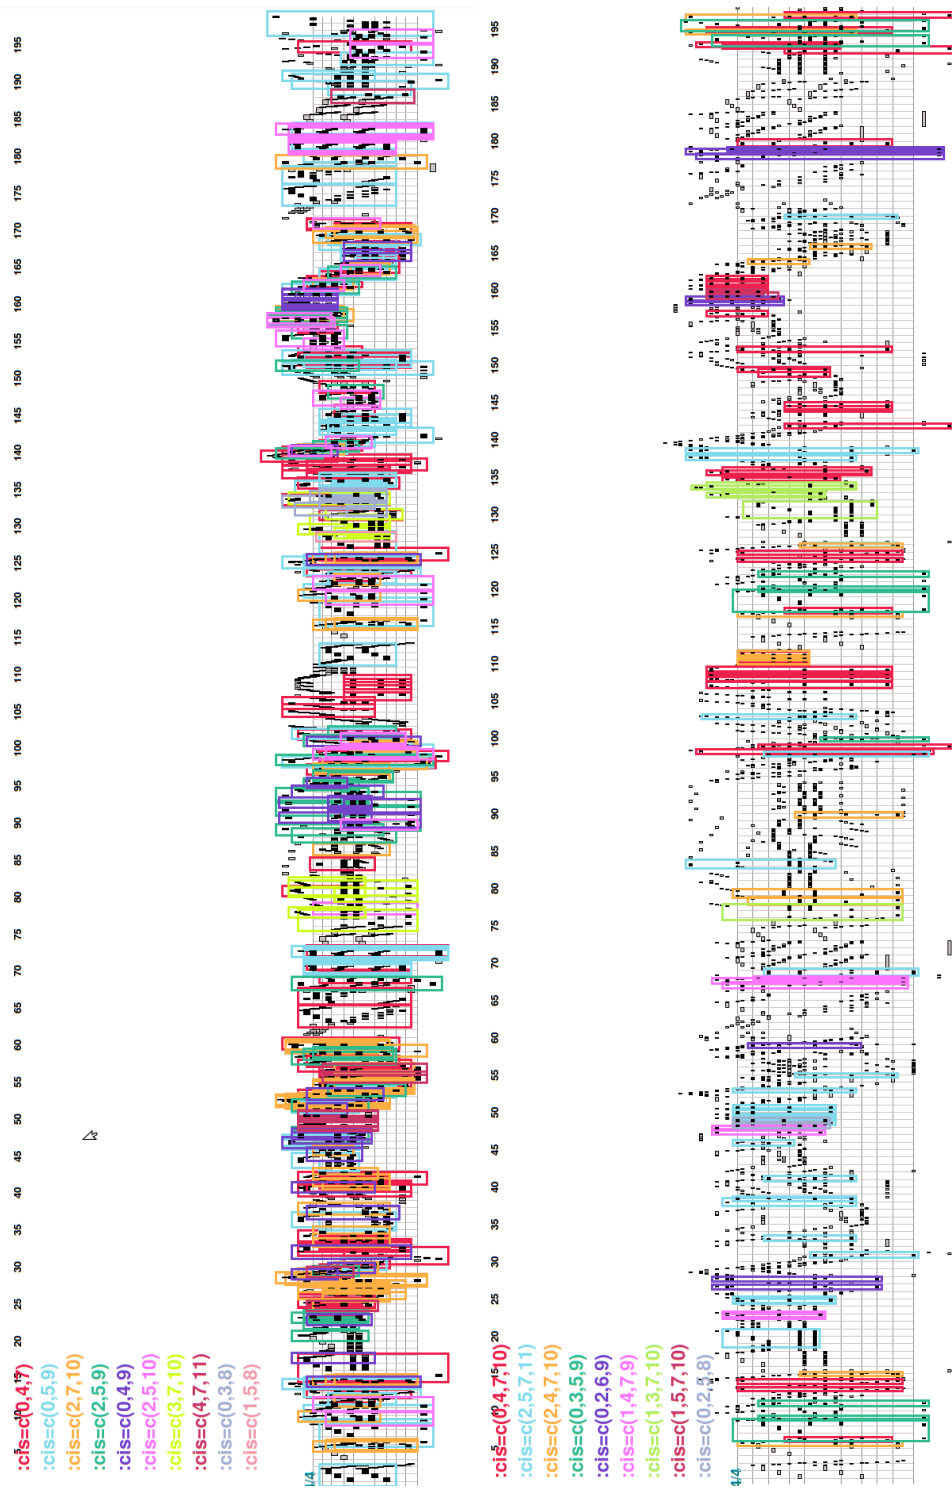 5 10 15 20 25 30 35 40 45 50 55 60 65 70 75 80 85 90 95 100 105 110 115 120 125 130 135 140 145 150 155 160 165 170 175 180 185 190 195
:cis=c(0,4,7)
:cis=c(0,5,9)
:cis=c(2,7,10)
:cis=c(2,5,9)
:cis=c(0,4,9)
:cis=c(2,5,10)
:cis=c(3,7,10)
:cis=c(4,7,11)
:cis=c(0,3,8)
:cis=c(1,5,8)
4/4
5 10 15 20 25 30 35 40 45 50 55 60 65 70 75 80 85 90 95 100 105 110 115 120 125 130 135 140 145 150 155 160 165 170 175 180 185 190 195
:cis=c(0,4,7,10)
:cis=c(2,5,7,11)
:cis=c(2,4,7,10)
:cis=c(0,3,5,9)
:cis=c(0,2,6,9)
:cis=c(1,4,7,9)
:cis=c(1,3,7,10)
:cis=c(1,5,7,10)
:cis=c(0,2,5,8)
4/4